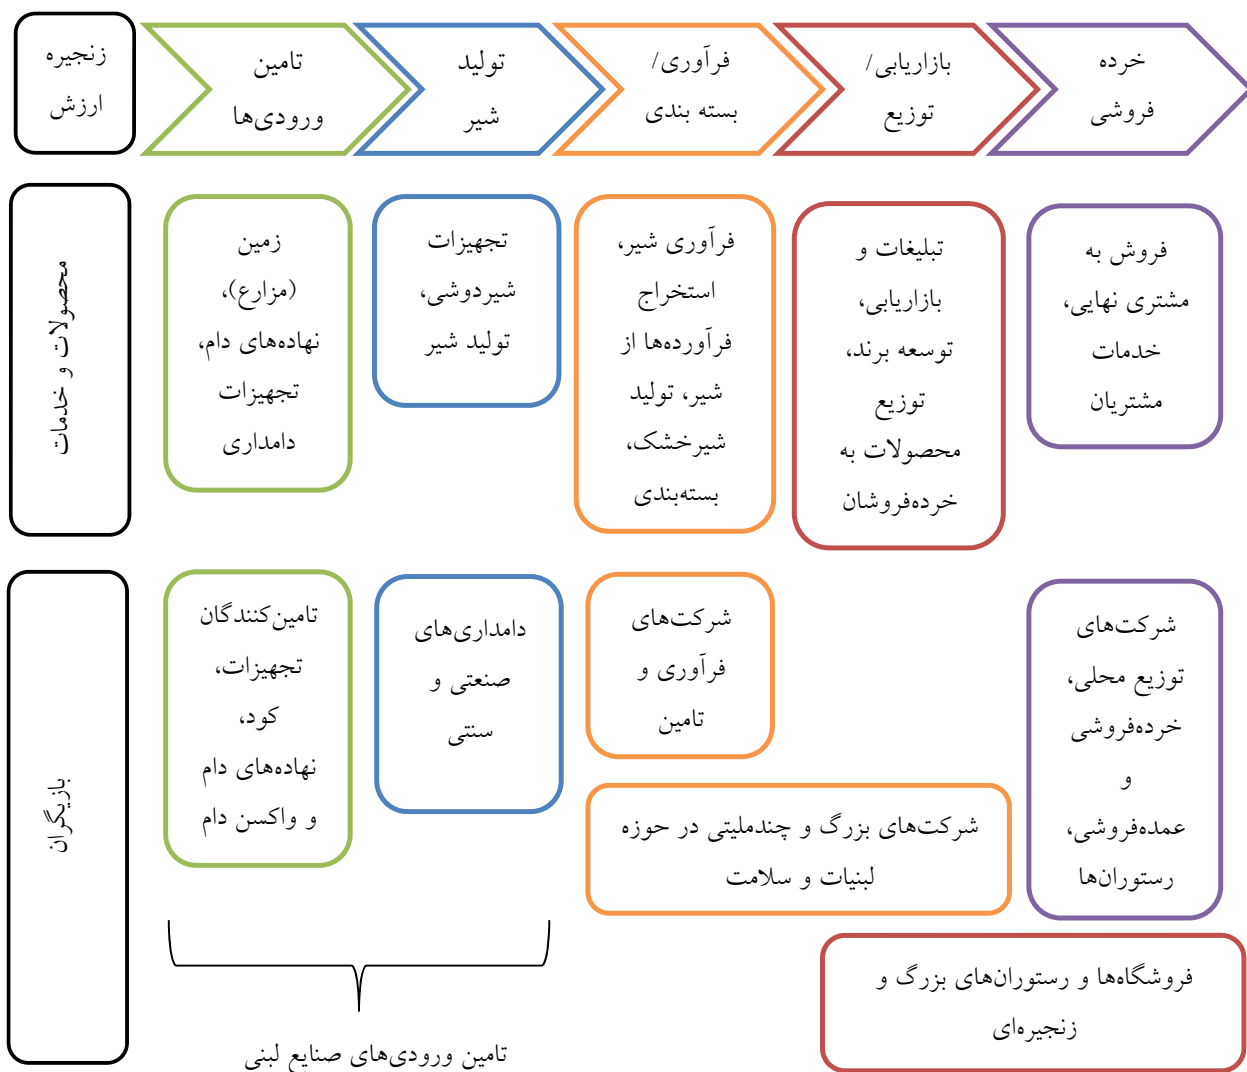 زنجیره
ارزش
تامین
ورودی‌ها
تولید
شیر
فرآوری/
بسته بندی
بازاریابی/
توزیع
خرده
فروشی
محصولات و خدمات
زمین
(مزارع)،
نهاده‌های دام،
تجهیزات
دامداری
تجهیزات
شیردوشی،
تولید شیر
فرآوری شیر،
استخراج
فرآورده‌ها از
شیر، تولید
شیرخشک،
بسته‌بندی
تبلیغات و
بازاریابی،
توسعه برند،
توزیع
محصولات به
خرده‌فروشان
فروش به
مشتری نهایی،
خدمات
مشتریان
بازیگران
تامین‌کنندگان
تجهیزات،
کود،
نهاده‌های دام
و واکسن دام
دامداری‌های
صنعتی و
سنتی
شرکت‌های
فرآوری و
تامین
شرکت‌های
توزیع محلی،
خرده‌فروشی
و
عمده‌فروشی،
رستوران‌ها
شرکت‌های بزرگ و چندملیتی در حوزه
لبنیات و سلامت
فروشگاه‌ها و رستوران‌های بزرگ و
زنجیره‌ای
تامین ورودی‌های صنایع لبنی